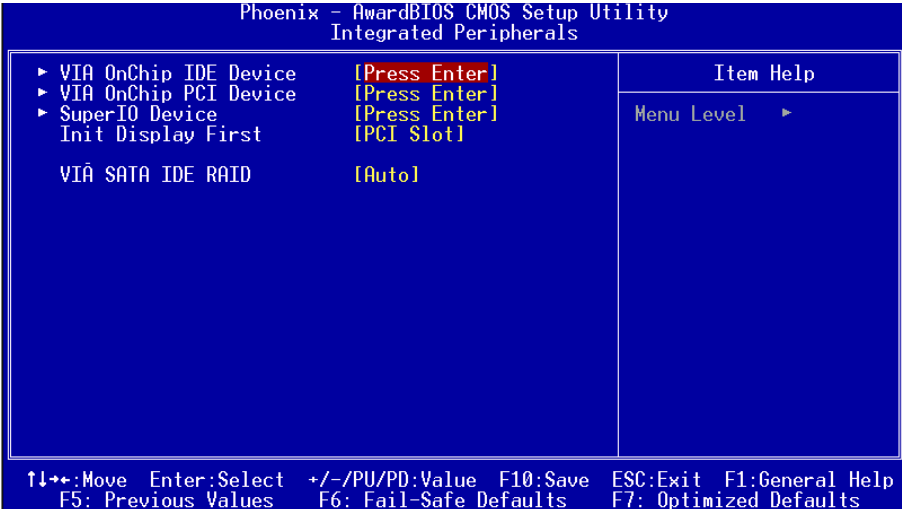 Phoenix - AwardBIOS CMOS Setup Utility
Integrated Peripherals
► VIA OnChip IDE Device [Press Enter]
► VIA OnChip PCI Device [Press Enter]
► SuperIO Device [Press Enter]
Init Display First [PCI Slot]
VIĀ SATA IDE RAID [Auto]
Item Help
Menu Level ►
↑↓→←:Move Enter:Select +/-/PU/PD:Value F10:Save ESC:Exit F1:General Help
F5: Previous Values F6: Fail-Safe Defaults F7: Optimized Defaults